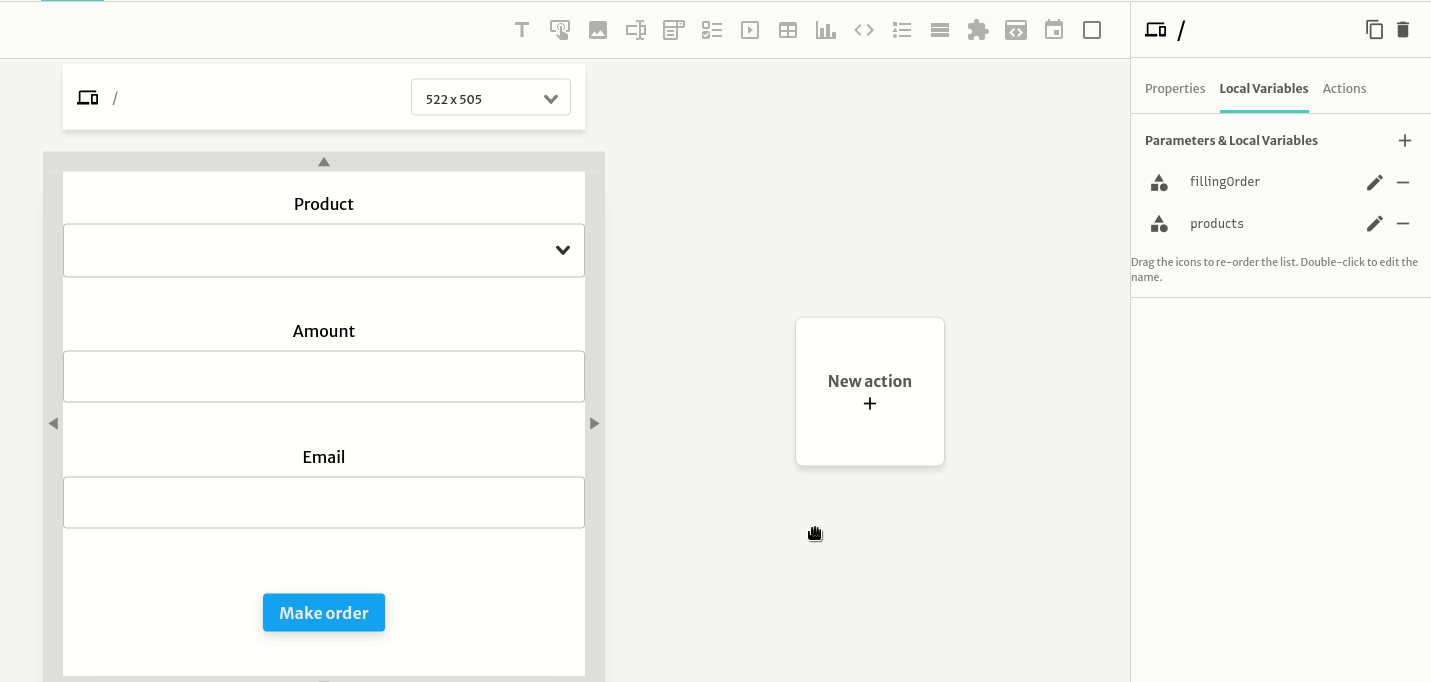 /
/
522 x 505
Properties
Local Variables
Actions
Parameters & Local Variables
fillingOrder
products
Drag the icons to re-order the list. Double-click to edit the
name.
Product
Amount
Email
Make order
New action
+